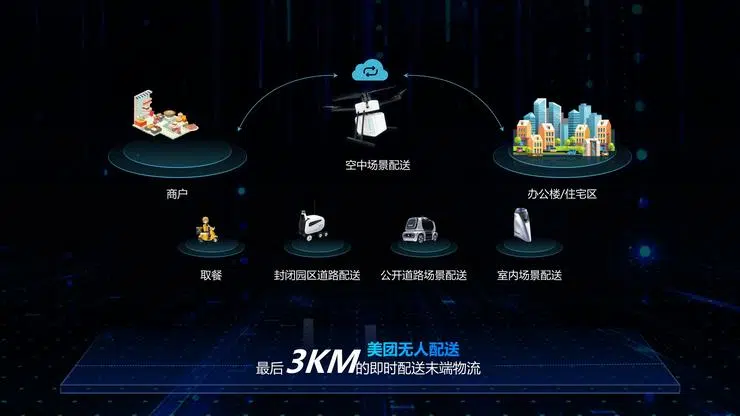 空中场景配送
商户
办公楼/住宅区
取餐
封闭园区道路配送
公开道路场景配送
室内场景配送
美团无人配送
最后3KM的即时配送末端物流